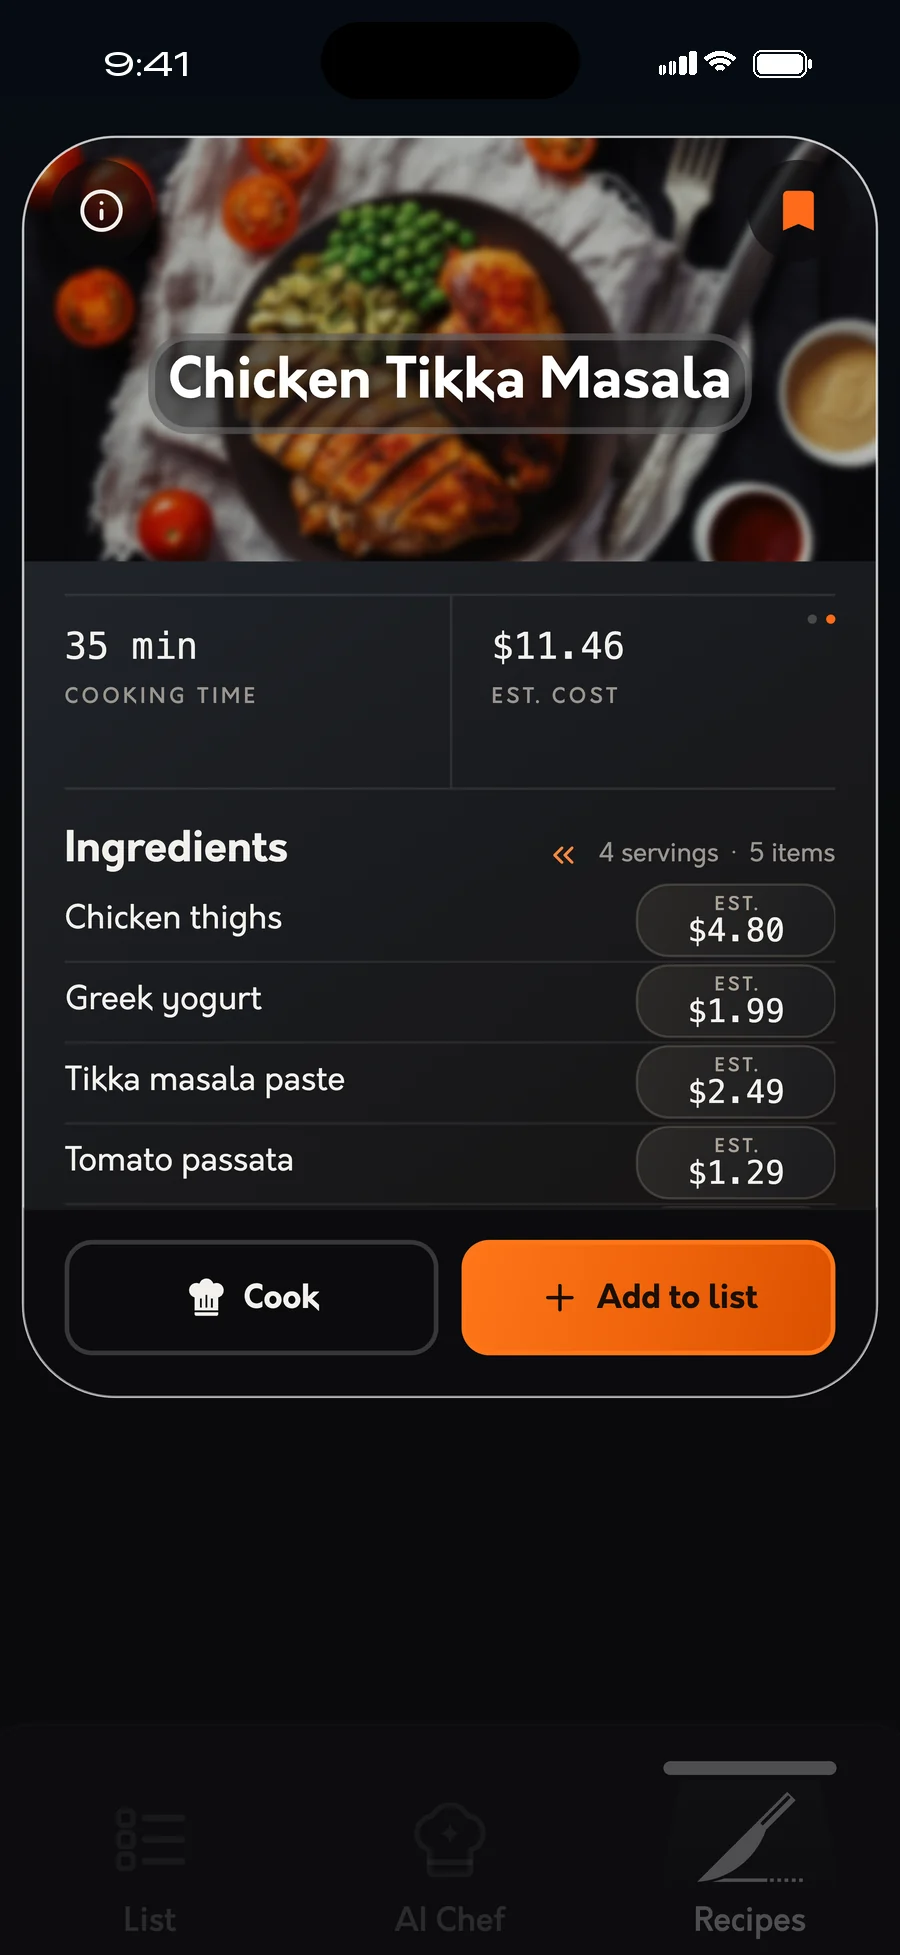 9:41
Chicken Tikka Masala
35 min
COOKING TIME
$11.46
EST. COST
Ingredients
4 servings · 5 items
Chicken thighs
EST.
$4.80
Greek yogurt
EST.
$1.99
Tikka masala paste
EST.
$2.49
Tomato passata
EST.
$1.29
Cook
Add to list
List
AI Chef
Recipes